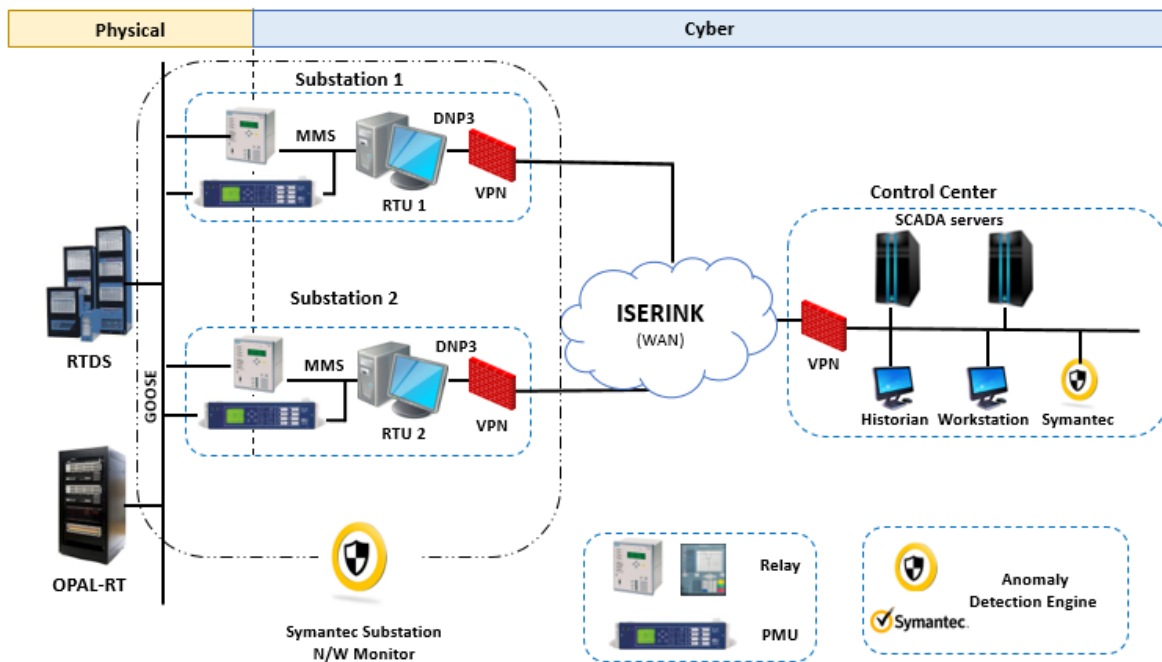 Physical
Cyber
Substation 1
MMS
DNP3
RTU 1
VPN
Control Center
SCADA servers
Substation 2
ISERINK
(WAN)
RTDS
MMS
DNP3
VPN
GOOSE
RTU 2
VPN
Historian
Workstation
Symantec
OPAL-RT
Relay
Anomaly
Detection Engine
Symantec.
PMU
Symantec Substation
N/W Monitor